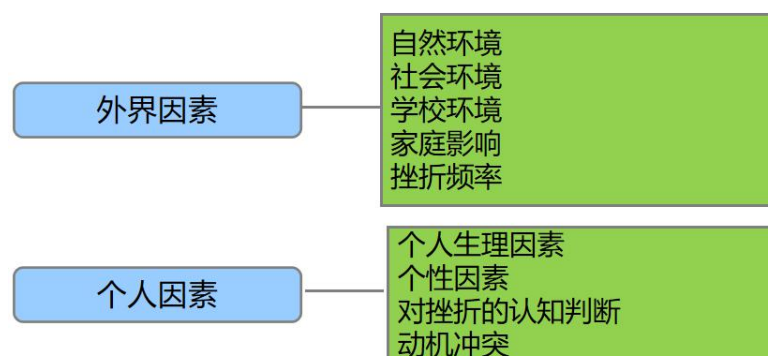 外界因素
自然环境
社会环境
学校环境
家庭影响
挫折频率
个人因素
个人生理因素
个性因素
对挫折的认知判断
动机冲突